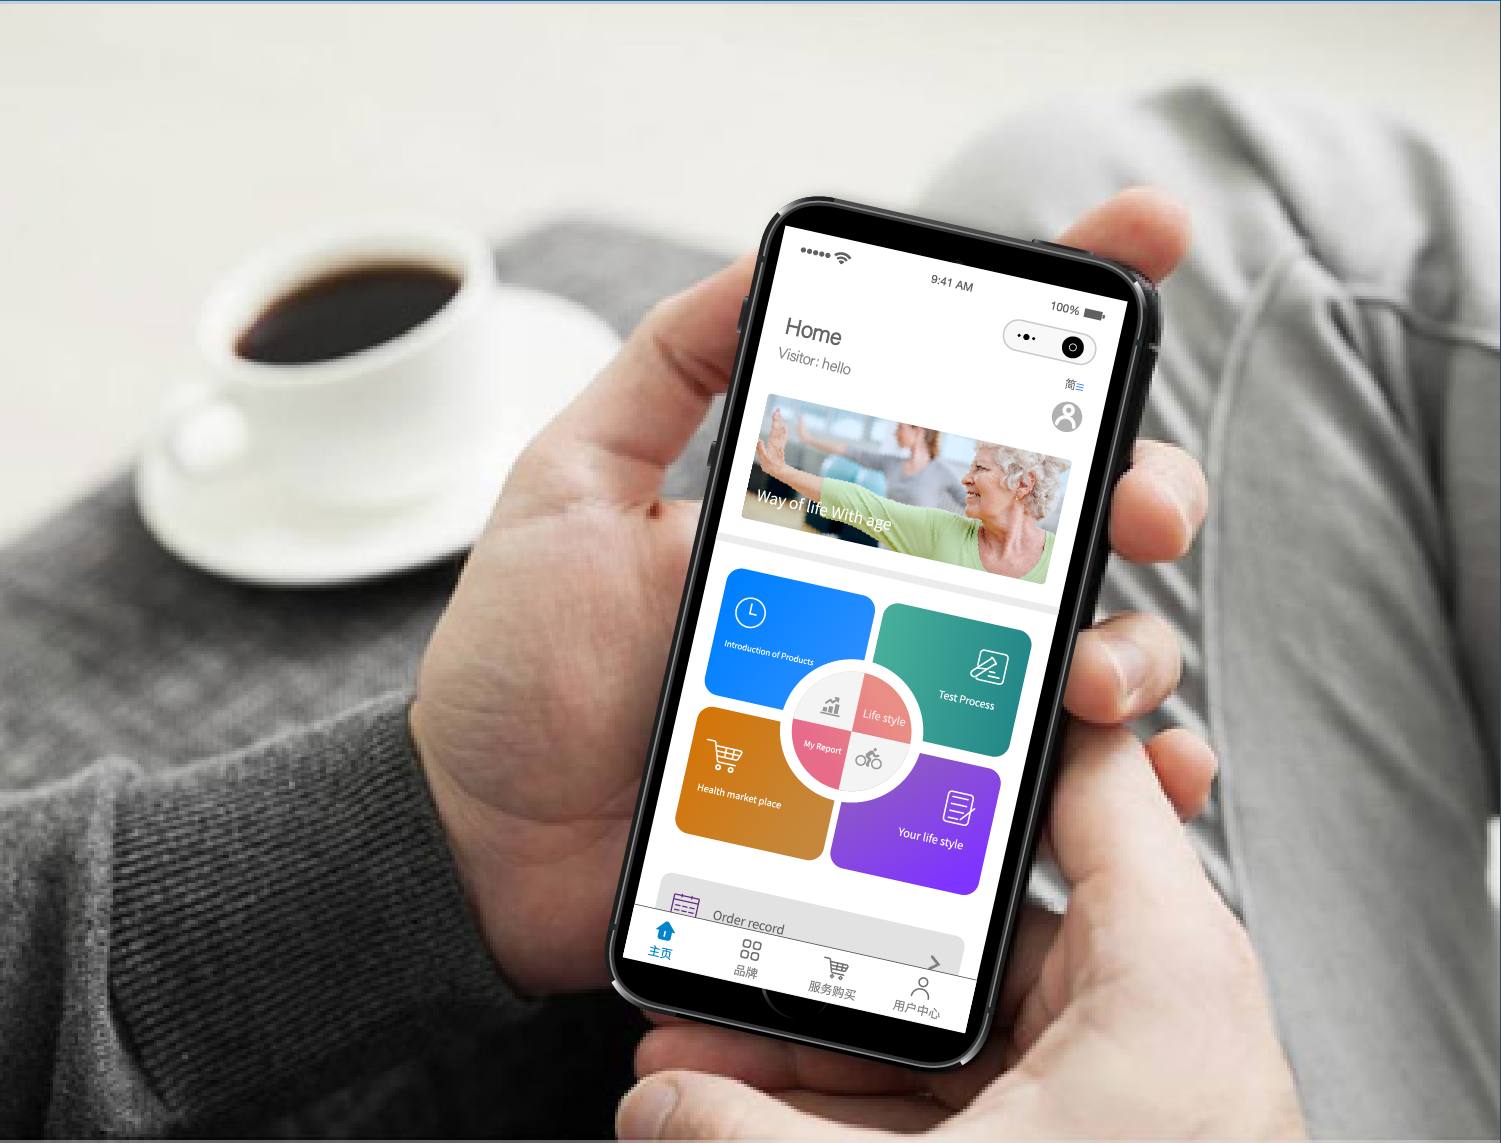 9:41 AM
100%
Home
Visitor: hello
简
Way of life With age
Introduction of Products
Test Process
Life style
My Report
Health market place
Your life style
Order record
主页
品牌
服务购买
用户中心